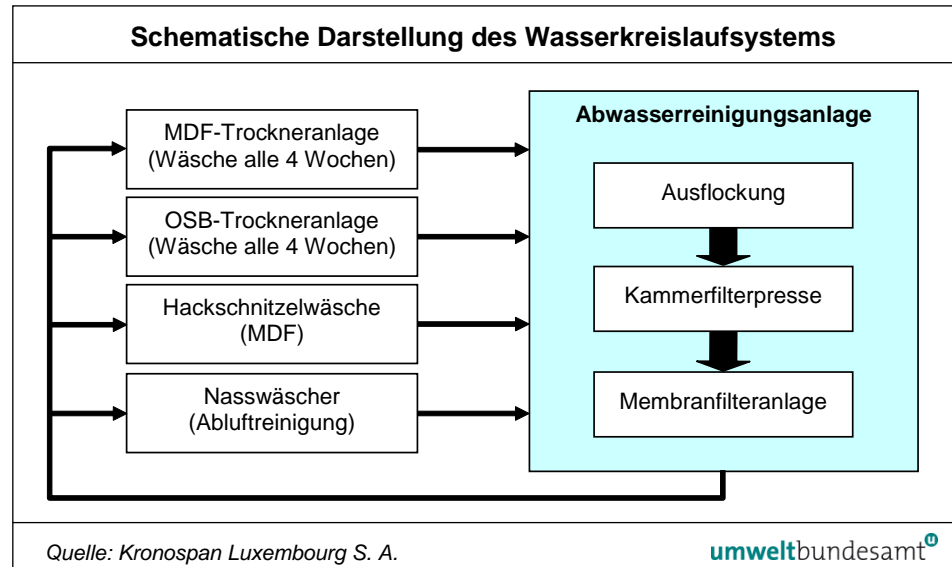 Schematische Darstellung des Wasserkreislaufsystems
MDF-Trockneranlage
(Wäsche alle 4 Wochen)
OSB-Trockneranlage
(Wäsche alle 4 Wochen)
Hackschnitzelwäsche
(MDF)
Nasswäscher
(Abluftreinigung)
Abwasserreinigungsanlage
Ausflockung
Kammerfilterpresse
Membranfilteranlage
Quelle: Kronospan Luxembourg S. A.
umweltbundesamt u